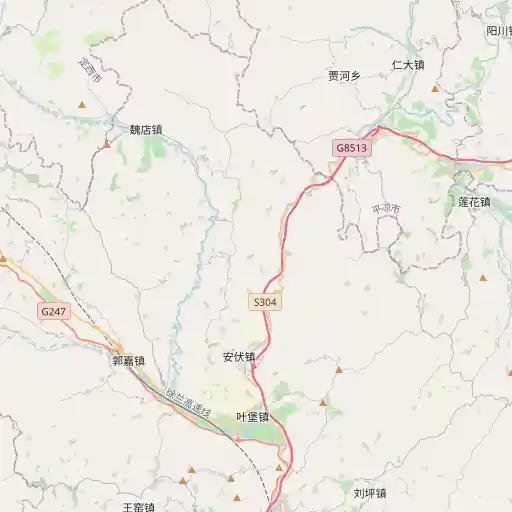 阳川镇
仁大镇
定西市
贾河乡
魏店镇
G8513
莲花镇
平凉市
S304
G247
安伏镇
郭嘉镇
徐兰高速线
叶堡镇
刘坪镇
王窑镇